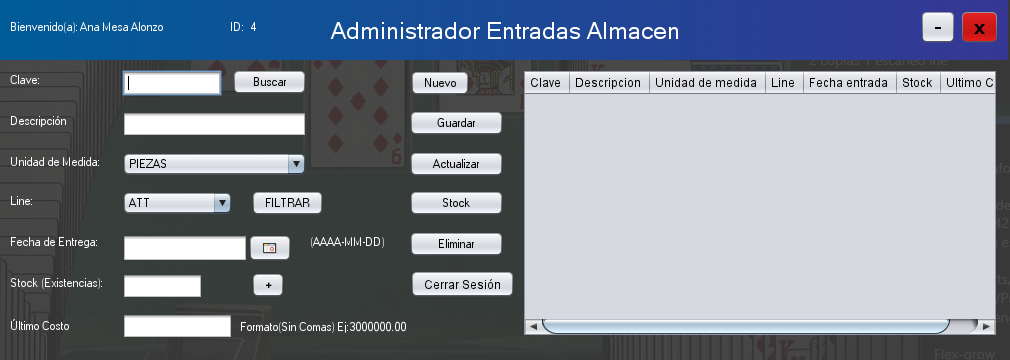 Bienvenido(a): Ana Mesa Alonzo ID: 4
Administrador Entradas Almacen
- x
Clave: Buscar Nuevo
Descripción Guardar
Unidad de Medida: PIEZAS Actualizar
Line: ATT FILTRAR Stock
Fecha de Entrega: (AAAA-MM-DD) Eliminar
Stock (Existencias): + Cerrar Sesión
Último Costo Formato(Sin Comas) Ej:3000000.00
Clave Descripcion Unidad de medida Line Fecha entrada Stock Ultimo C
Flex-grow